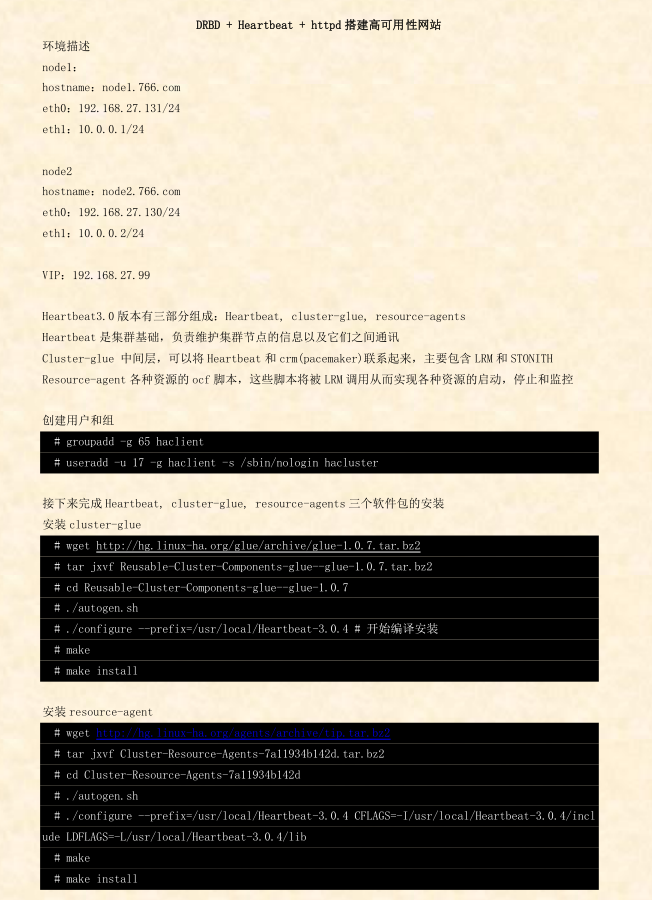 DRBD + Heartbeat + httpd 搭建高可用性网站
环境描述
node1：
hostname：node1.766.com
eth0：192.168.27.131/24
eth1：10.0.0.1/24
node2
hostname：node2.766.com
eth0：192.168.27.130/24
eth1：10.0.0.2/24
VIP：192.168.27.99
Heartbeat3.0 版本有三部分组成：Heartbeat, cluster-glue, resource-agents
Heartbeat 是集群基础，负责维护集群节点的信息以及它们之间通讯
Cluster-glue 中间层，可以将 Heartbeat 和 crm(pacemaker)联系起来，主要包含 LRM 和 STONITH
Resource-agent 各种资源的 ocf 脚本，这些脚本将被 LRM 调用从而实现各种资源的启动，停止和监控
创建用户和组
# groupadd -g 65 haclient
# useradd -u 17 -g haclient -s /sbin/nologin hacluster
接下来完成 Heartbeat, cluster-glue, resource-agents 三个软件包的安装
安装 cluster-glue
# wget http://hg.linux-ha.org/glue/archive/glue-1.0.7.tar.bz2
# tar jxvf Reusable-Cluster-Components-glue--glue-1.0.7.tar.bz2
# cd Reusable-Cluster-Components-glue--glue-1.0.7
# ./autogen.sh
# ./configure --prefix=/usr/local/Heartbeat-3.0.4 # 开始编译安装
# make
# make install
安装 resource-agent
# wget http://hg.linux-ha.org/agents/archive/tip.tar.bz2
# tar jxvf Cluster-Resource-Agents-7a11934b142d.tar.bz2
# cd Cluster-Resource-Agents-7a11934b142d
# ./autogen.sh
# ./configure --prefix=/usr/local/Heartbeat-3.0.4 CFLAGS=-I/usr/local/Heartbeat-3.0.4/incl
ude LDFLAGS=-L/usr/local/Heartbeat-3.0.4/lib
# make
# make install